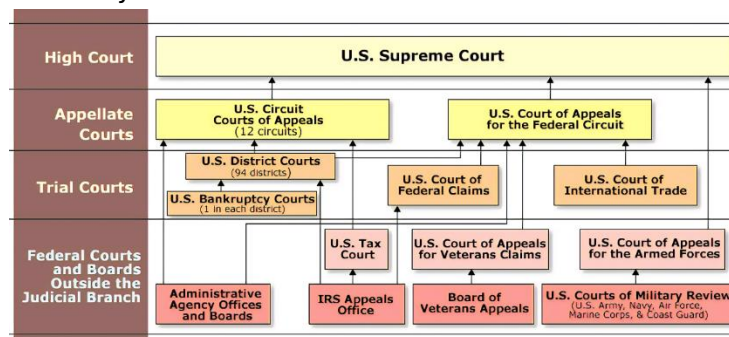 High Court
U.S. Supreme Court
Appellate
Courts
U.S. Circuit
Courts of Appeals
(12 circuits)
U.S. Court of Appeals
for the Federal Circuit
Trial Courts
U.S. District Courts
(94 districts)
U.S. Bankruptcy Courts
(1 in each district)
U.S. Court of
Federal Claims
U.S. Court of
International Trade
Federal Courts
and Boards
Outside the
Judicial Branch
U.S. Tax
Court
U.S. Court of Appeals
for Veterans Claims
U.S. Court of Appeals
for the Armed Forces
Administrative
Agency Offices
and Boards
IRS Appeals
Office
Board of
Veterans Appeals
U.S. Courts of Military Review
(U.S. Army, Navy, Air Force,
Marine Corps, & Coast Guard)